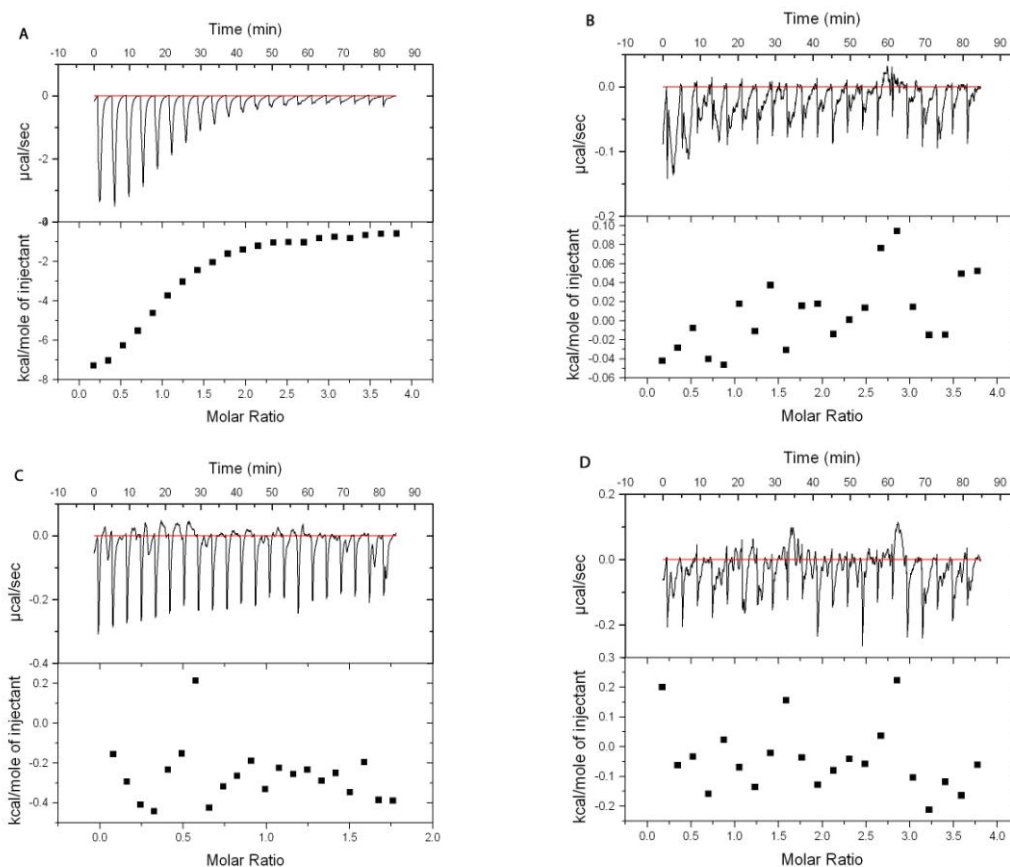 A
Time (min)
-10 0 10 20 30 40 50 60 70 80 90
0
-2
-4
µcal/sec
0
-2
-4
-6
-8
kcal/mole of injectant
0.0 0.5 1.0 1.5 2.0 2.5 3.0 3.5 4.0
Molar Ratio
B
Time (min)
-10 0 10 20 30 40 50 60 70 80 90
0.0
-0.1
-0.2
µcal/sec
0.10
0.08
0.06
0.04
0.02
0.00
-0.02
-0.04
-0.06
kcal/mole of injectant
0.0 0.5 1.0 1.5 2.0 2.5 3.0 3.5 4.0
Molar Ratio
C
Time (min)
-10 0 10 20 30 40 50 60 70 80 90
0.0
-0.2
-0.4
µcal/sec
0.2
0.0
-0.2
-0.4
kcal/mole of injectant
0.0 0.5 1.0 1.5 2.0
Molar Ratio
D
Time (min)
-10 0 10 20 30 40 50 60 70 80 90
0.2
0.0
-0.2
µcal/sec
0.3
0.2
0.1
0.0
-0.1
-0.2
kcal/mole of injectant
0.0 0.5 1.0 1.5 2.0 2.5 3.0 3.5 4.0
Molar Ratio